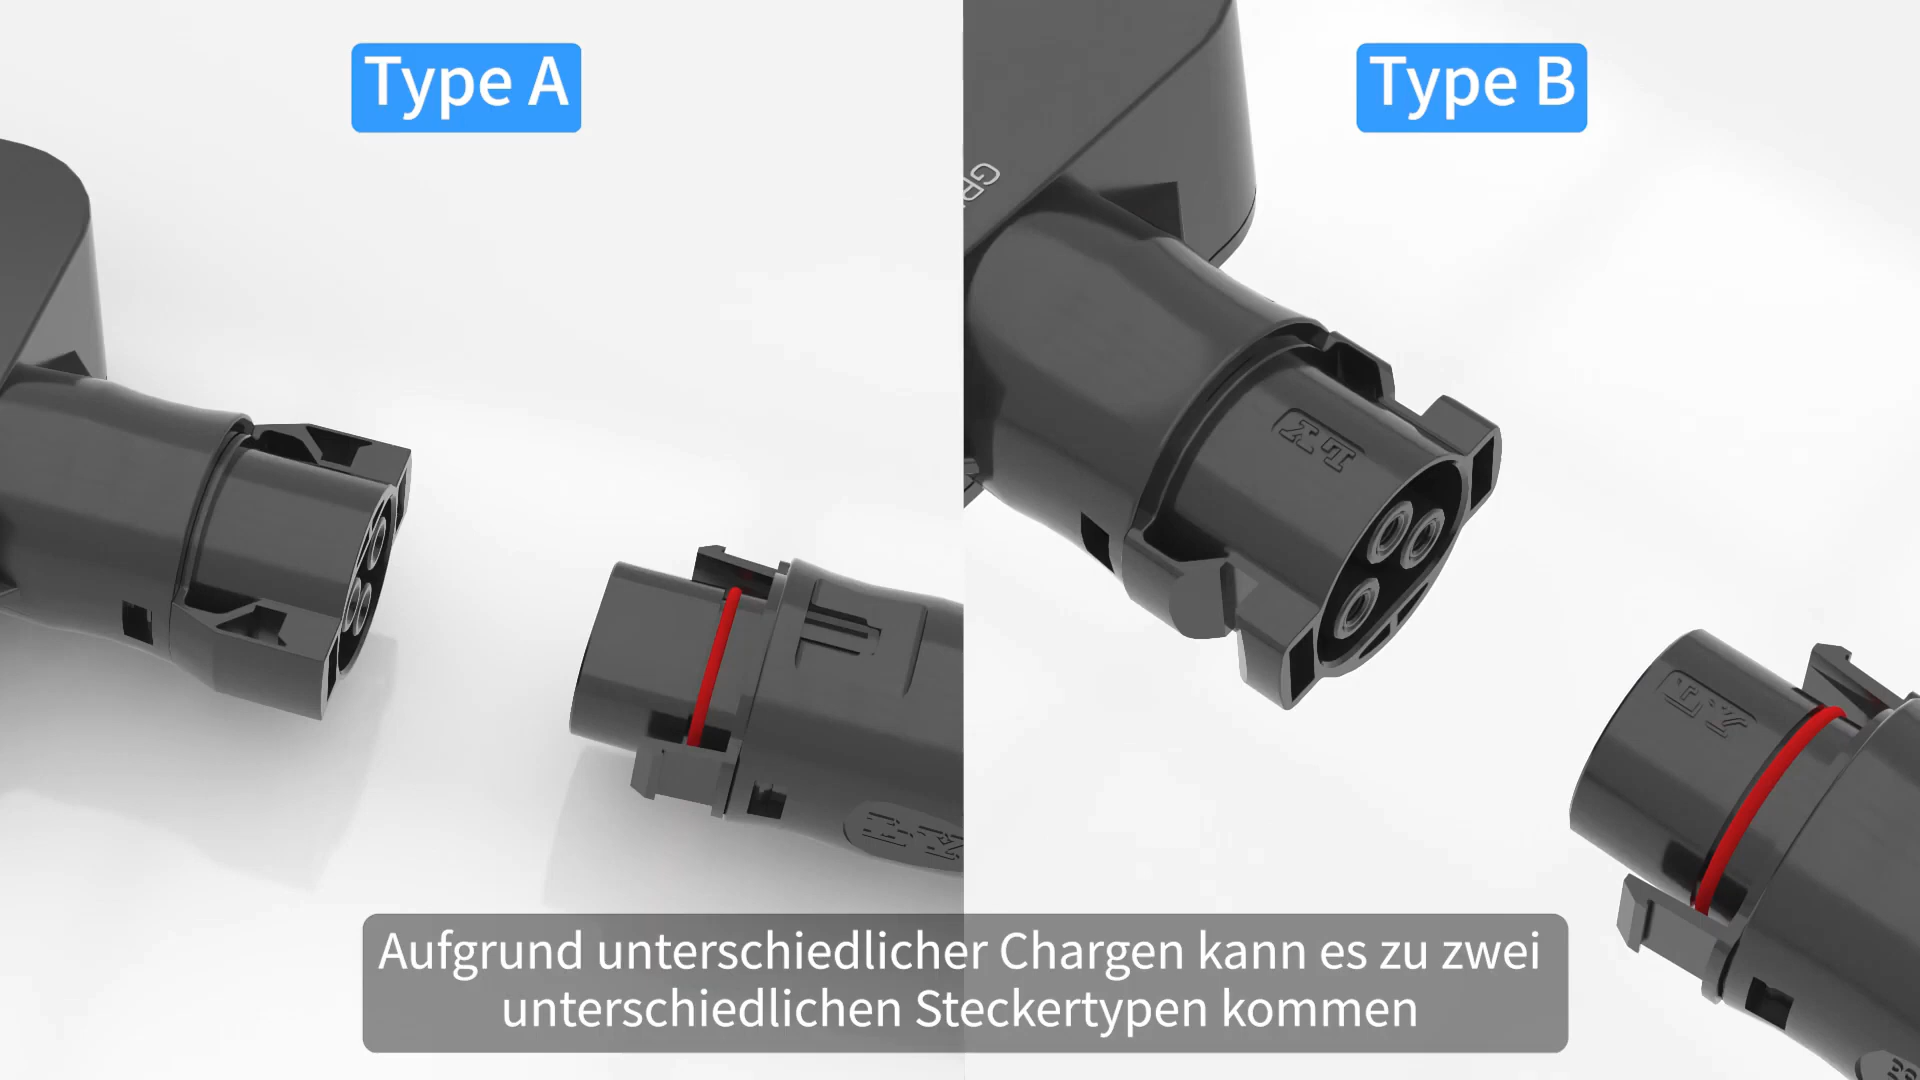 Type A
Type B
Aufgrund unterschiedlicher Chargen kann es zu zwei
unterschiedlichen Steckertypen kommen